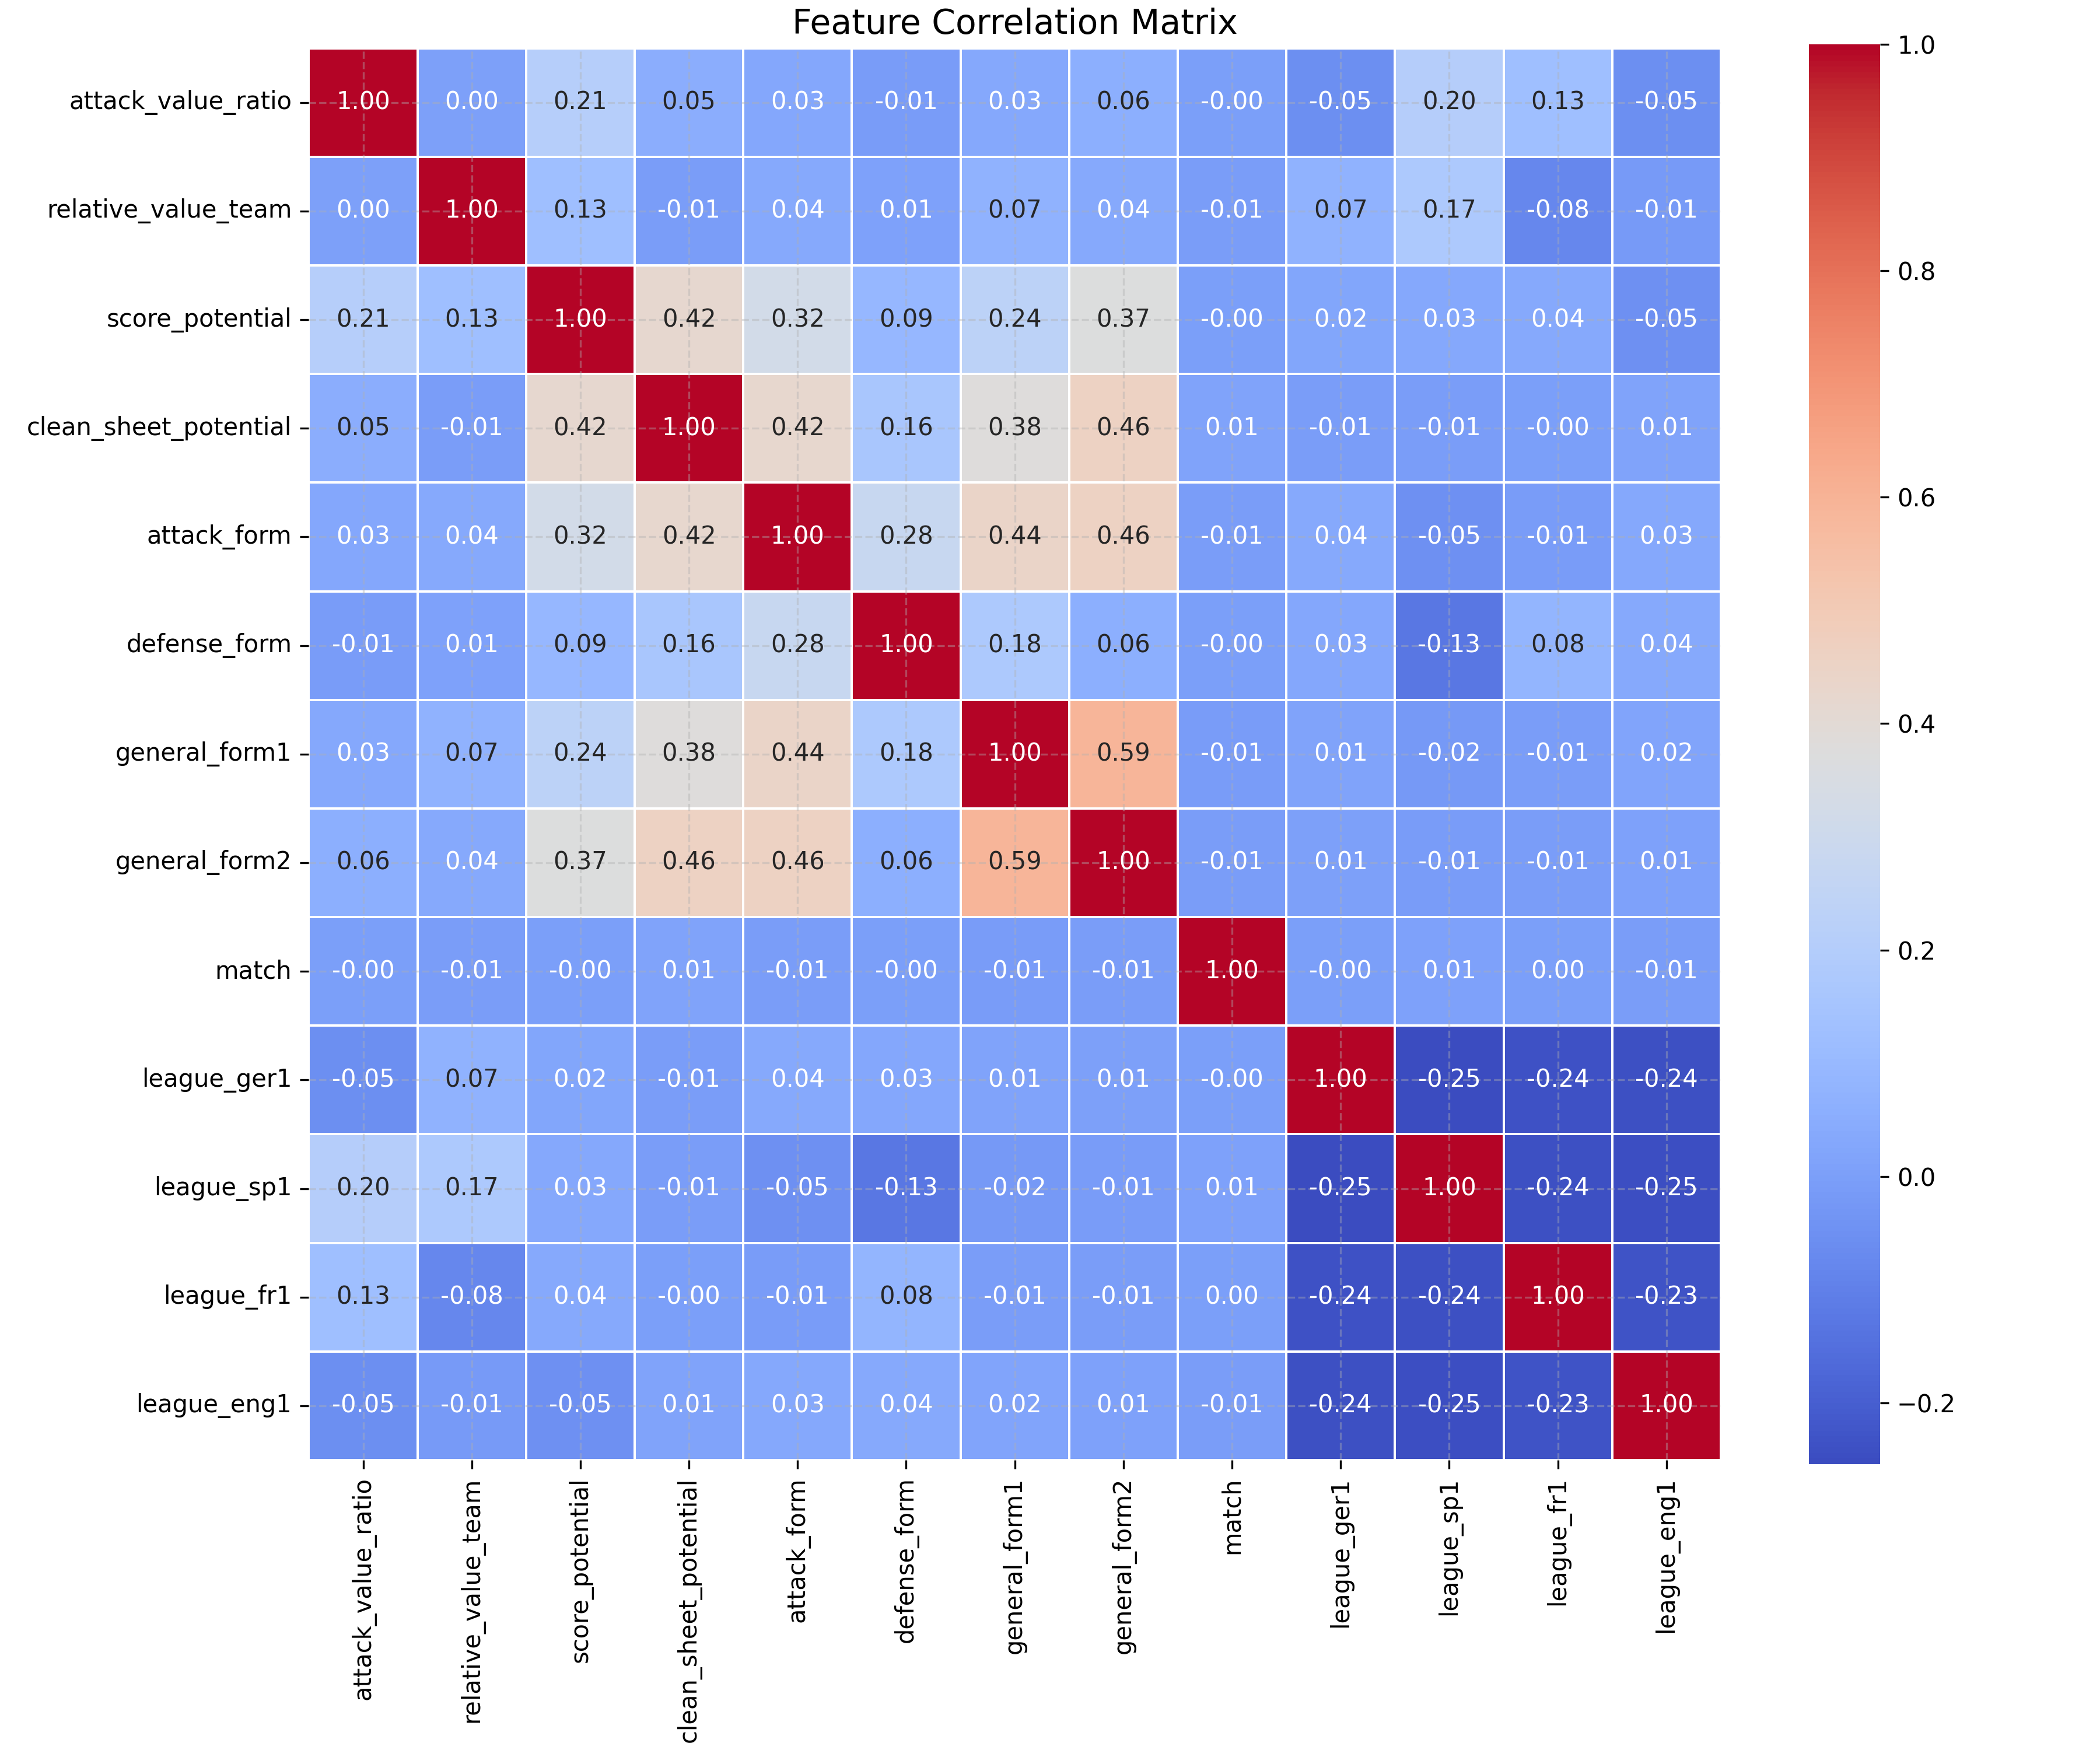 Feature Correlation Matrix
attack_value_ratio 1.00 0.00 0.21 0.05 0.03 -0.01 0.03 0.06 -0.00 -0.05 0.20 0.13 -0.05
relative_value_team 0.00 1.00 0.13 -0.01 0.04 0.01 0.07 0.04 -0.01 0.07 0.17 -0.08 -0.01
score_potential 0.21 0.13 1.00 0.42 0.32 0.09 0.24 0.37 -0.00 0.02 0.03 0.04 -0.05
clean_sheet_potential 0.05 -0.01 0.42 1.00 0.42 0.16 0.38 0.46 0.01 -0.01 -0.01 -0.00 0.01
attack_form 0.03 0.04 0.32 0.42 1.00 0.28 0.44 0.46 -0.01 0.04 -0.05 -0.01 0.03
defense_form -0.01 0.01 0.09 0.16 0.28 1.00 0.18 0.06 -0.00 0.03 -0.13 0.08 0.04
general_form1 0.03 0.07 0.24 0.38 0.44 0.18 1.00 0.59 -0.01 0.01 -0.02 -0.01 0.02
general_form2 0.06 0.04 0.37 0.46 0.46 0.06 0.59 1.00 -0.01 0.01 -0.01 -0.01 0.01
match -0.00 -0.01 -0.00 0.01 -0.01 -0.00 -0.01 -0.01 1.00 -0.00 0.01 0.00 -0.01
league_ger1 -0.05 0.07 0.02 -0.01 0.04 0.03 0.01 0.01 -0.00 1.00 -0.25 -0.24 -0.24
league_sp1 0.20 0.17 0.03 -0.01 -0.05 -0.13 -0.02 -0.01 0.01 -0.25 1.00 -0.24 -0.25
league_fr1 0.13 -0.08 0.04 -0.00 -0.01 0.08 -0.01 -0.01 0.00 -0.24 -0.24 1.00 -0.23
league_eng1 -0.05 -0.01 -0.05 0.01 0.03 0.04 0.02 0.01 -0.01 -0.24 -0.25 -0.23 1.00
attack_value_ratio
relative_value_team
score_potential
clean_sheet_potential
attack_form
defense_form
general_form1
general_form2
match
league_ger1
league_sp1
league_fr1
league_eng1
1.0
0.8
0.6
0.4
0.2
0.0
−0.2